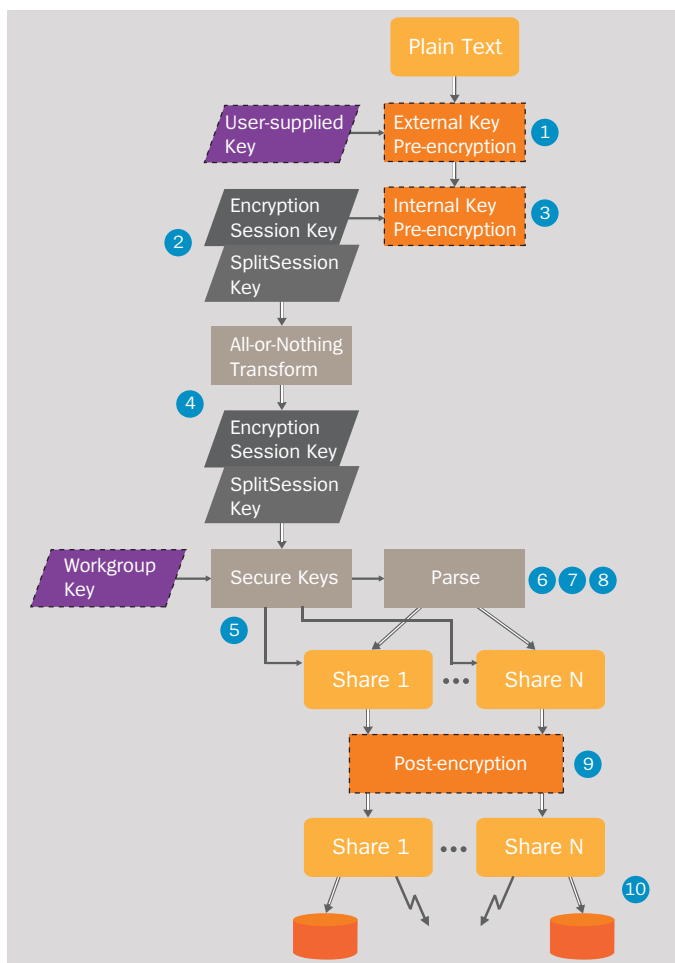 Plain Text
User-supplied
Key
External Key
Pre-encryption
1
Encryption
Session Key
Internal Key
Pre-encryption
3
2
SplitSession
Key
All-or-Nothing
Transform
4
Encryption
Session Key
SplitSession
Key
Workgroup
Key
Secure Keys
Parse
6 7 8
5
Share 1
Share N
Post-encryption
9
Share 1
Share N
10